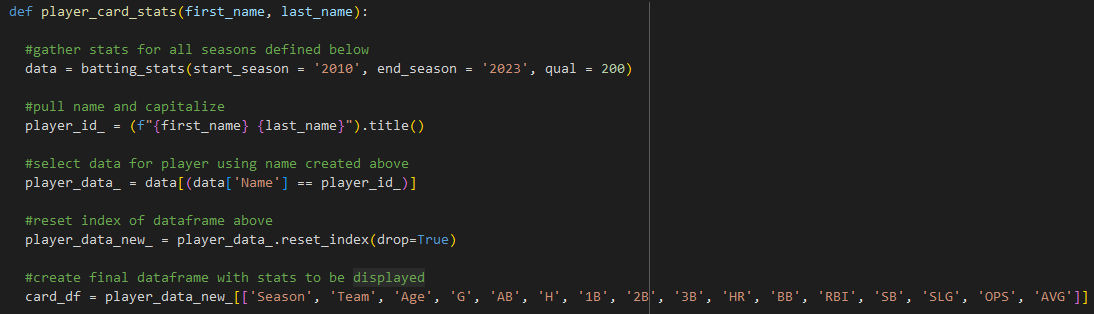 def player_card_stats(first_name, last_name):
#gather stats for all seasons defined below
data = batting_stats(start_season = '2010', end_season = '2023', qual = 200)
#pull name and capitalize
player_id_ = (f"{first_name} {last_name}").title()
#select data for player using name created above
player_data_ = data[(data['Name'] == player_id_)]
#reset index of dataframe above
player_data_new_ = player_data_.reset_index(drop=True)
#create final dataframe with stats to be displayed
card_df = player_data_new_[['Season', 'Team', 'Age', 'G', 'AB', 'H', '1B', '2B', '3B', 'HR', 'BB', 'RBI', 'SB', 'SLG', 'OPS', 'AVG']]